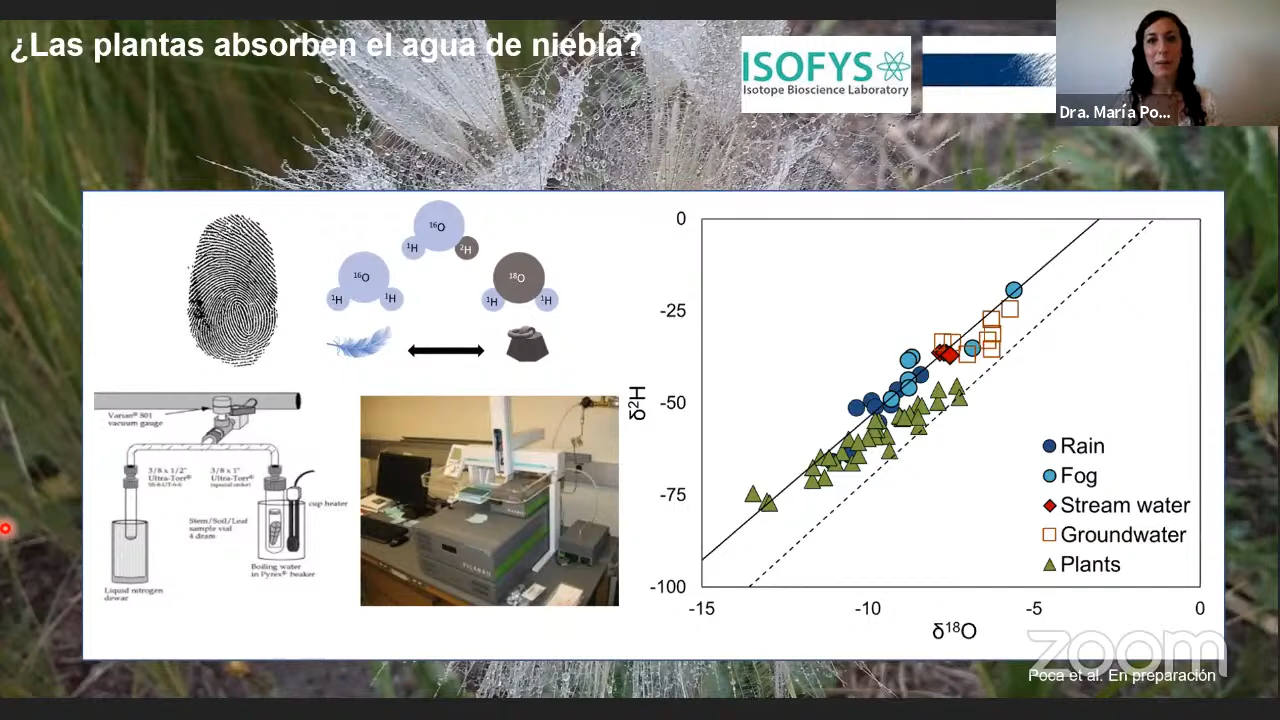 ¿Las plantas absorben el agua de niebla?
ISOFYS
Isotope Bioscience Laboratory
Dra. María Po...
¹⁶O
¹H
²H
¹⁶O
¹H
¹H
¹⁸O
¹H
¹H
Varian® 801
vacuum gauge
3/8 x 1/2"
Ultra-Torr®
3/8 x 1"
Ultra-Torr®
(special order)
cup heater
Stem/Soil/Leaf
sample vial
4 dram
Boiling water
in Pyrex® beaker
Liquid nitrogen
dewar
0
-25
-50
-75
-100
δ²H
-15
-10
-5
0
δ¹⁸O
Rain
Fog
Stream water
Groundwater
Plants
zoom
Poca et al. En preparación